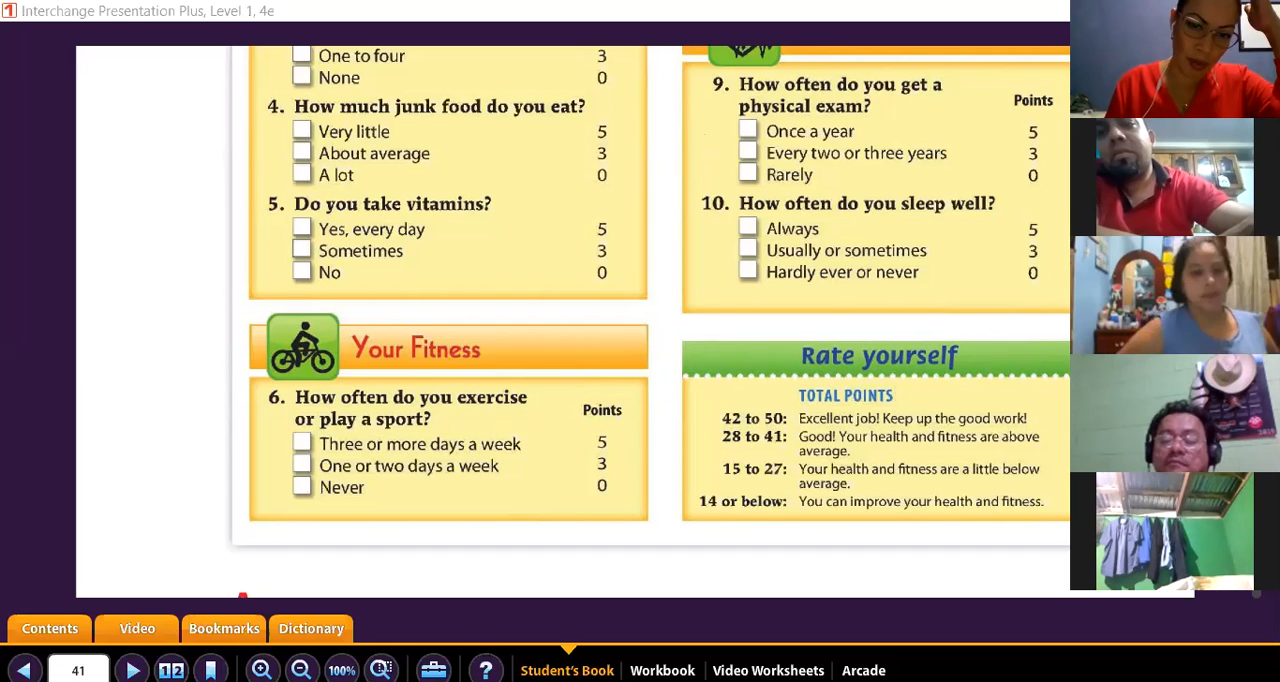 Interchange Presentation Plus, Level 1, 4e
One to four 3
None 0
4. How much junk food do you eat?
Very little 5
About average 3
A lot 0
5. Do you take vitamins?
Yes, every day 5
Sometimes 3
No 0
Your Fitness
6. How often do you exercise
or play a sport? Points
Three or more days a week 5
One or two days a week 3
Never 0
9. How often do you get a
physical exam? Points
Once a year 5
Every two or three years 3
Rarely 0
10. How often do you sleep well?
Always 5
Usually or sometimes 3
Hardly ever or never 0
Rate yourself
TOTAL POINTS
42 to 50: Excellent job! Keep up the good work!
28 to 41: Good! Your health and fitness are above
average.
15 to 27: Your health and fitness are a little below
average.
14 or below: You can improve your health and fitness.
Contents Video Bookmarks Dictionary
41 1 2 100% ? Student's Book Workbook Video Worksheets Arcade